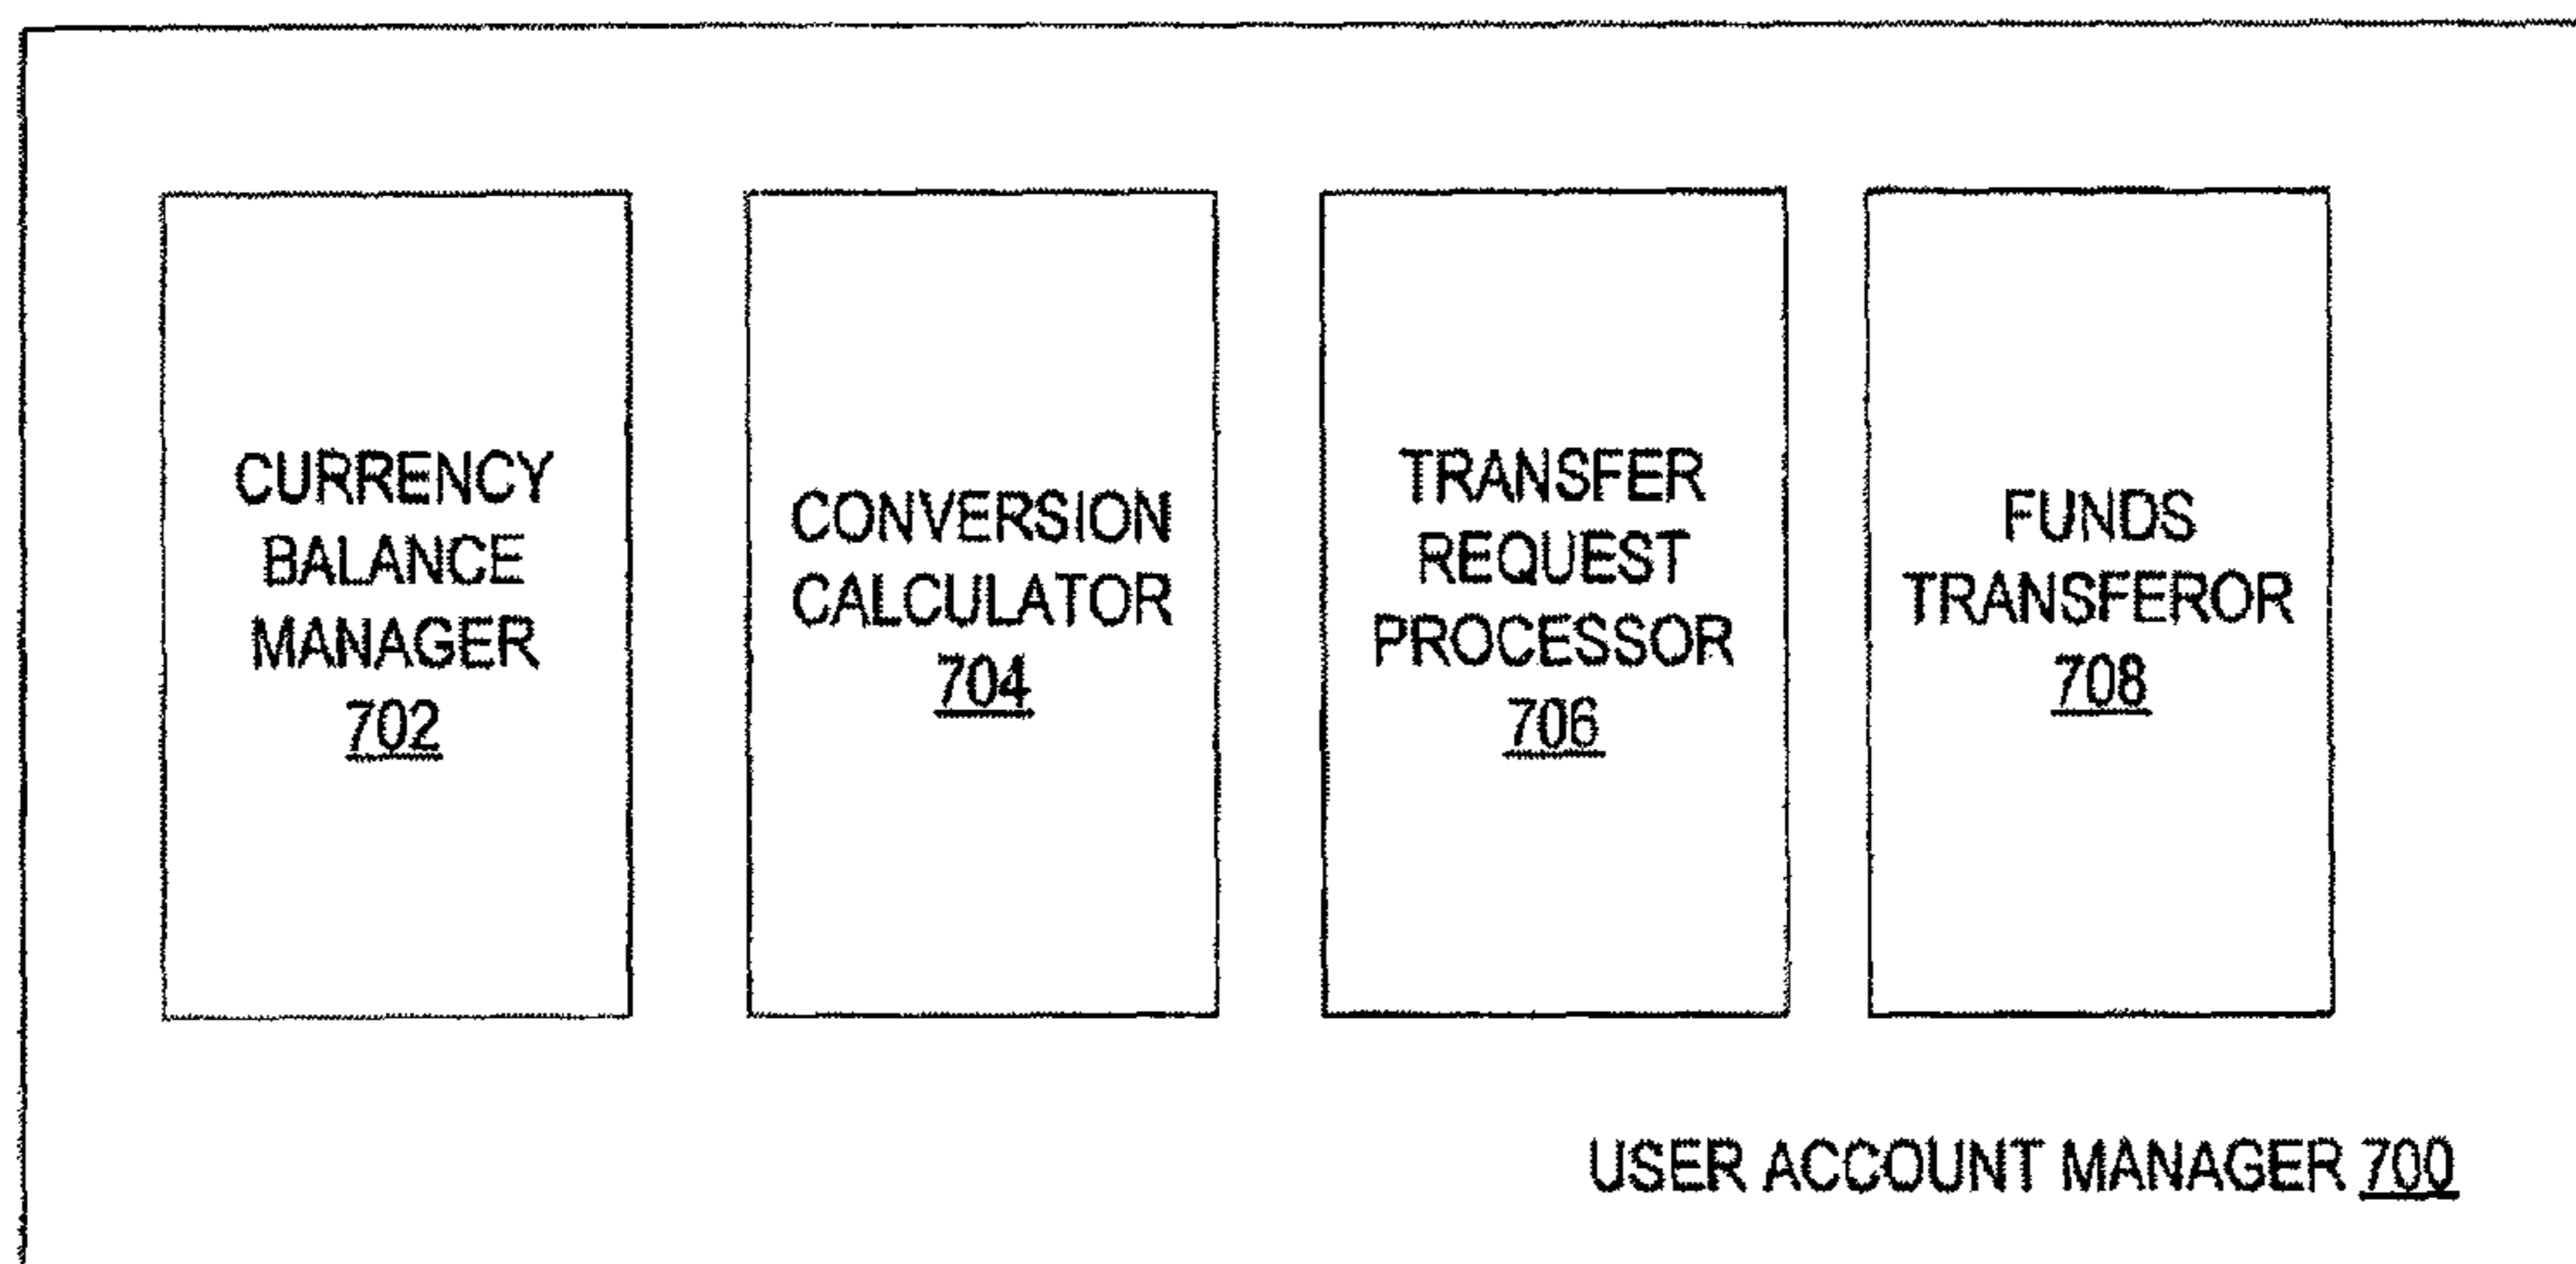 CURRENCY
BALANCE
MANAGER
702
CONVERSION
CALCULATOR
704
TRANSFER
REQUEST
PROCESSOR
706
FUNDS
TRANSFEROR
708
USER ACCOUNT MANAGER 700